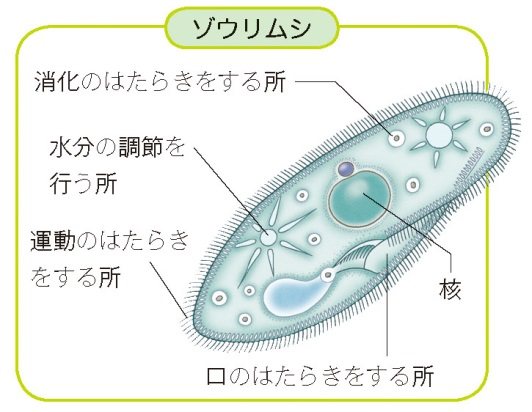 ゾウリムシ
消化のはたらきをする所
水分の調節を
行う所
運動のはたらき
をする所
核
口のはたらきをする所